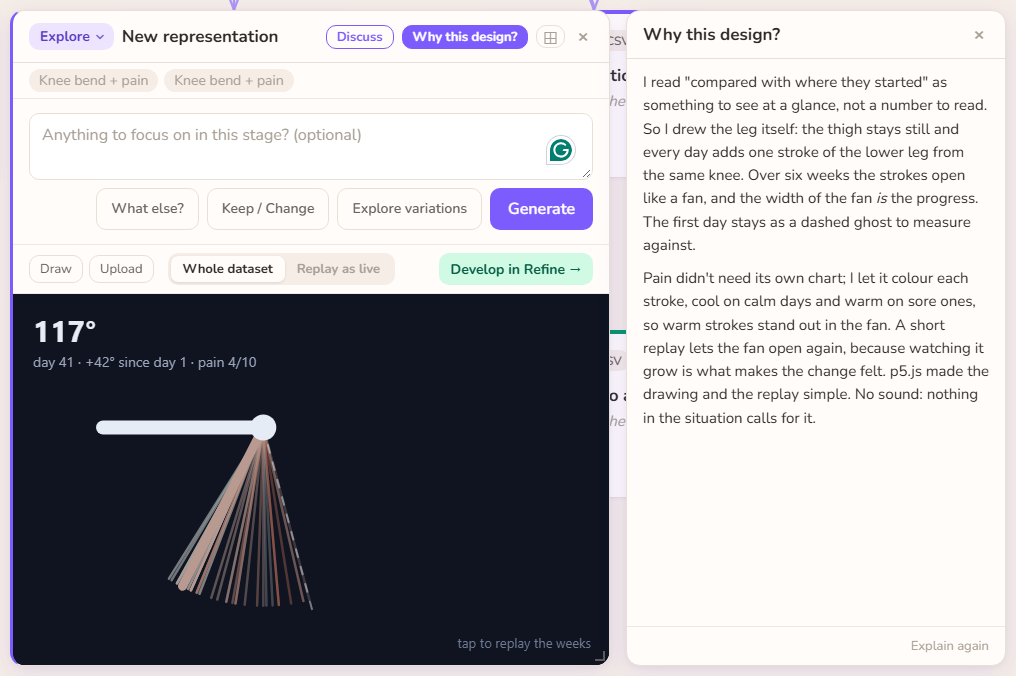 Explore
New representation
Discuss
Why this design?
Knee bend + pain
Knee bend + pain
Anything to focus on in this stage? (optional)
What else?
Keep / Change
Explore variations
Generate
Draw
Upload
Whole dataset
Replay as live
Develop in Refine →
117°
day 41 · +42° since day 1 · pain 4/10
tap to replay the weeks
Why this design?
I read "compared with where they started" as
something to see at a glance, not a number to read.
So I drew the leg itself: the thigh stays still and
every day adds one stroke of the lower leg from
the same knee. Over six weeks the strokes open
like a fan, and the width of the fan is the progress.
The first day stays as a dashed ghost to measure
against.
Pain didn't need its own chart; I let it colour each
stroke, cool on calm days and warm on sore ones,
so warm strokes stand out in the fan. A short
replay lets the fan open again, because watching it
grow is what makes the change felt. p5.js made the
drawing and the replay simple. No sound: nothing
in the situation calls for it.
Explain again